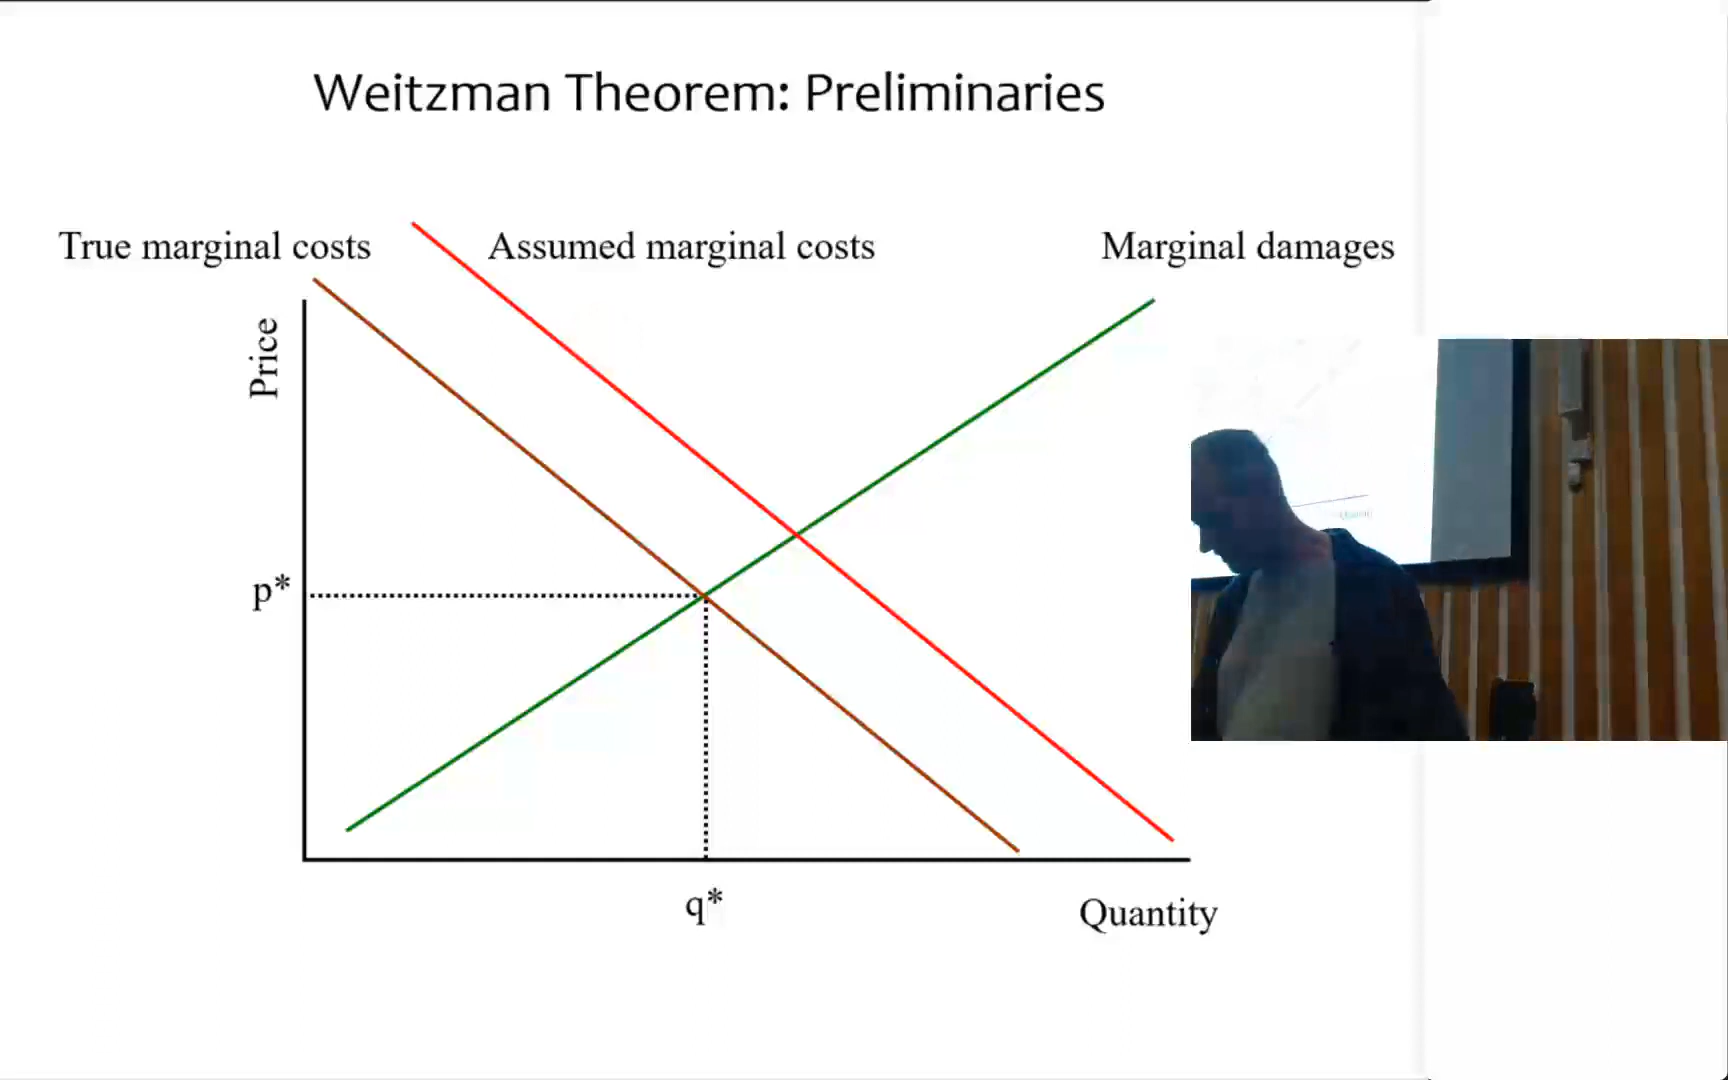 Weitzman Theorem: Preliminaries
True marginal costs
Assumed marginal costs
Marginal damages
Price
p*
q*
Quantity